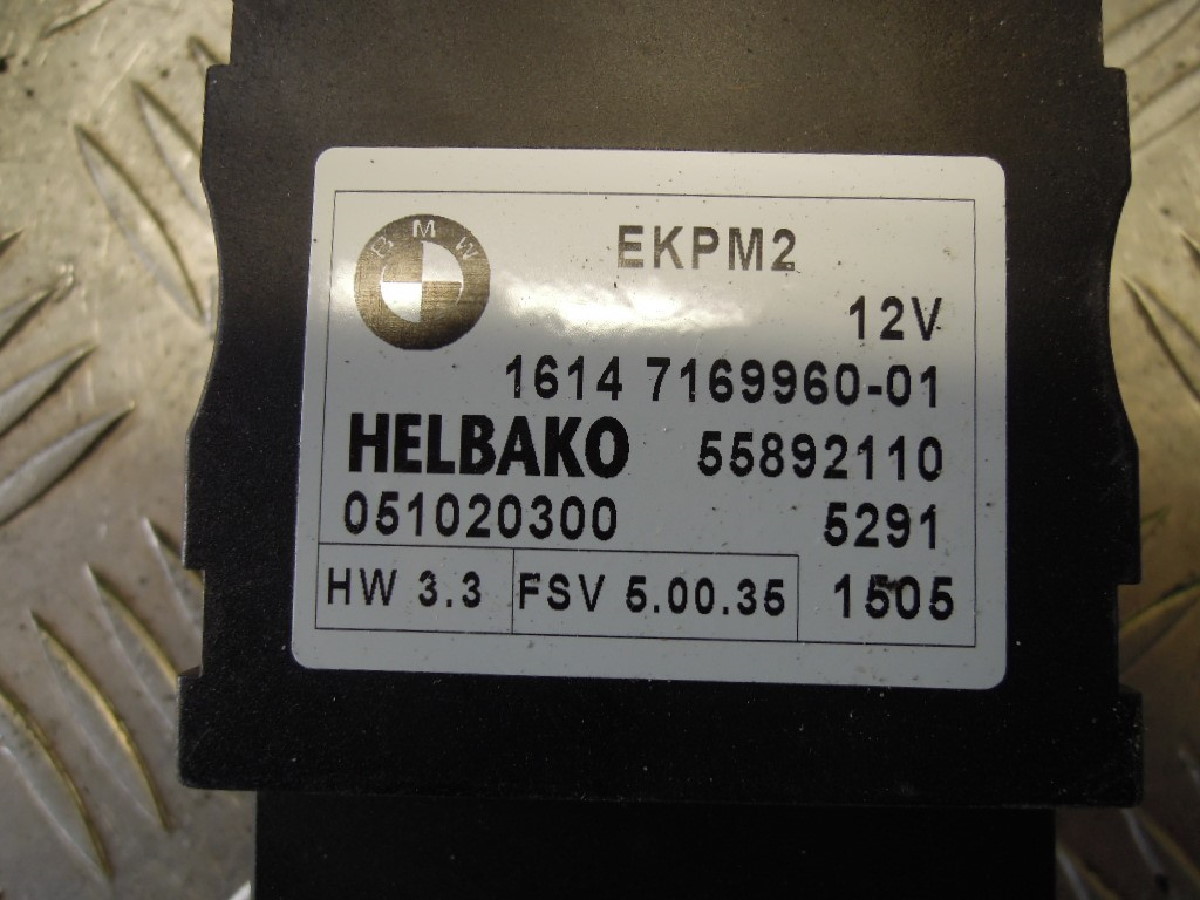 BMW
EKPM2
12V
1614 7169960-01
HELBAKO 55892110
051020300 5291
HW 3.3 FSV 5.00.35 1505